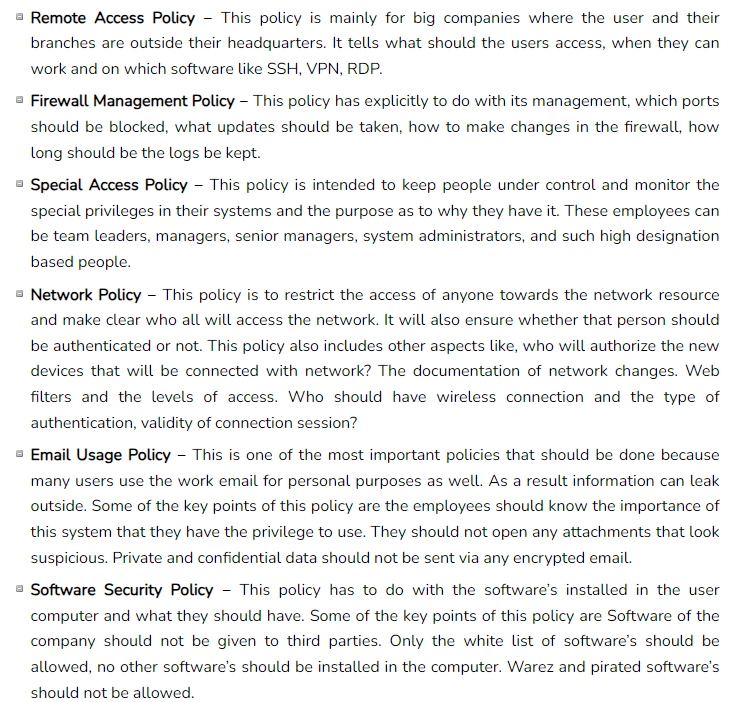 Remote Access Policy – This policy is mainly for big companies where the user and their
branches are outside their headquarters. It tells what should the users access, when they can
work and on which software like SSH, VPN, RDP.
Firewall Management Policy – This policy has explicitly to do with its management, which ports
should be blocked, what updates should be taken, how to make changes in the firewall, how
long should be the logs be kept.
Special Access Policy – This policy is intended to keep people under control and monitor the
special privileges in their systems and the purpose as to why they have it. These employees can
be team leaders, managers, senior managers, system administrators, and such high designation
based people.
Network Policy – This policy is to restrict the access of anyone towards the network resource
and make clear who all will access the network. It will also ensure whether that person should
be authenticated or not. This policy also includes other aspects like, who will authorize the new
devices that will be connected with network? The documentation of network changes. Web
filters and the levels of access. Who should have wireless connection and the type of
authentication, validity of connection session?
Email Usage Policy – This is one of the most important policies that should be done because
many users use the work email for personal purposes as well. As a result information can leak
outside. Some of the key points of this policy are the employees should know the importance of
this system that they have the privilege to use. They should not open any attachments that look
suspicious. Private and confidential data should not be sent via any encrypted email.
Software Security Policy – This policy has to do with the software's installed in the user
computer and what they should have. Some of the key points of this policy are Software of the
company should not be given to third parties. Only the white list of software's should be
allowed, no other software's should be installed in the computer. Warez and pirated software's
should not be allowed.